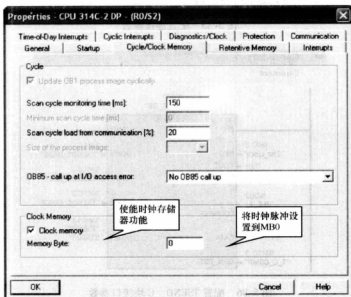 Properties - CPU 314C-2 DP - (R0/S2)
Time-of-Day Interrupts Cyclic Interrupts Diagnostics/Clock Protection Communication
General Startup Cycle/Clock Memory Retentive Memory Interrupts
Cycle
Update OB1 process image cyclically
Scan cycle monitoring time [ms]: 150
Minimum scan cycle time [ms]:
Scan cycle load from communication [%]: 20
Size of the process image:
OB85 - call up at I/O access error: No OB85 call up
使能时钟存储
器功能
将时钟脉冲设
置到MB0
Clock Memory
Clock memory
Memory Byte: 0
OK Cancel Help